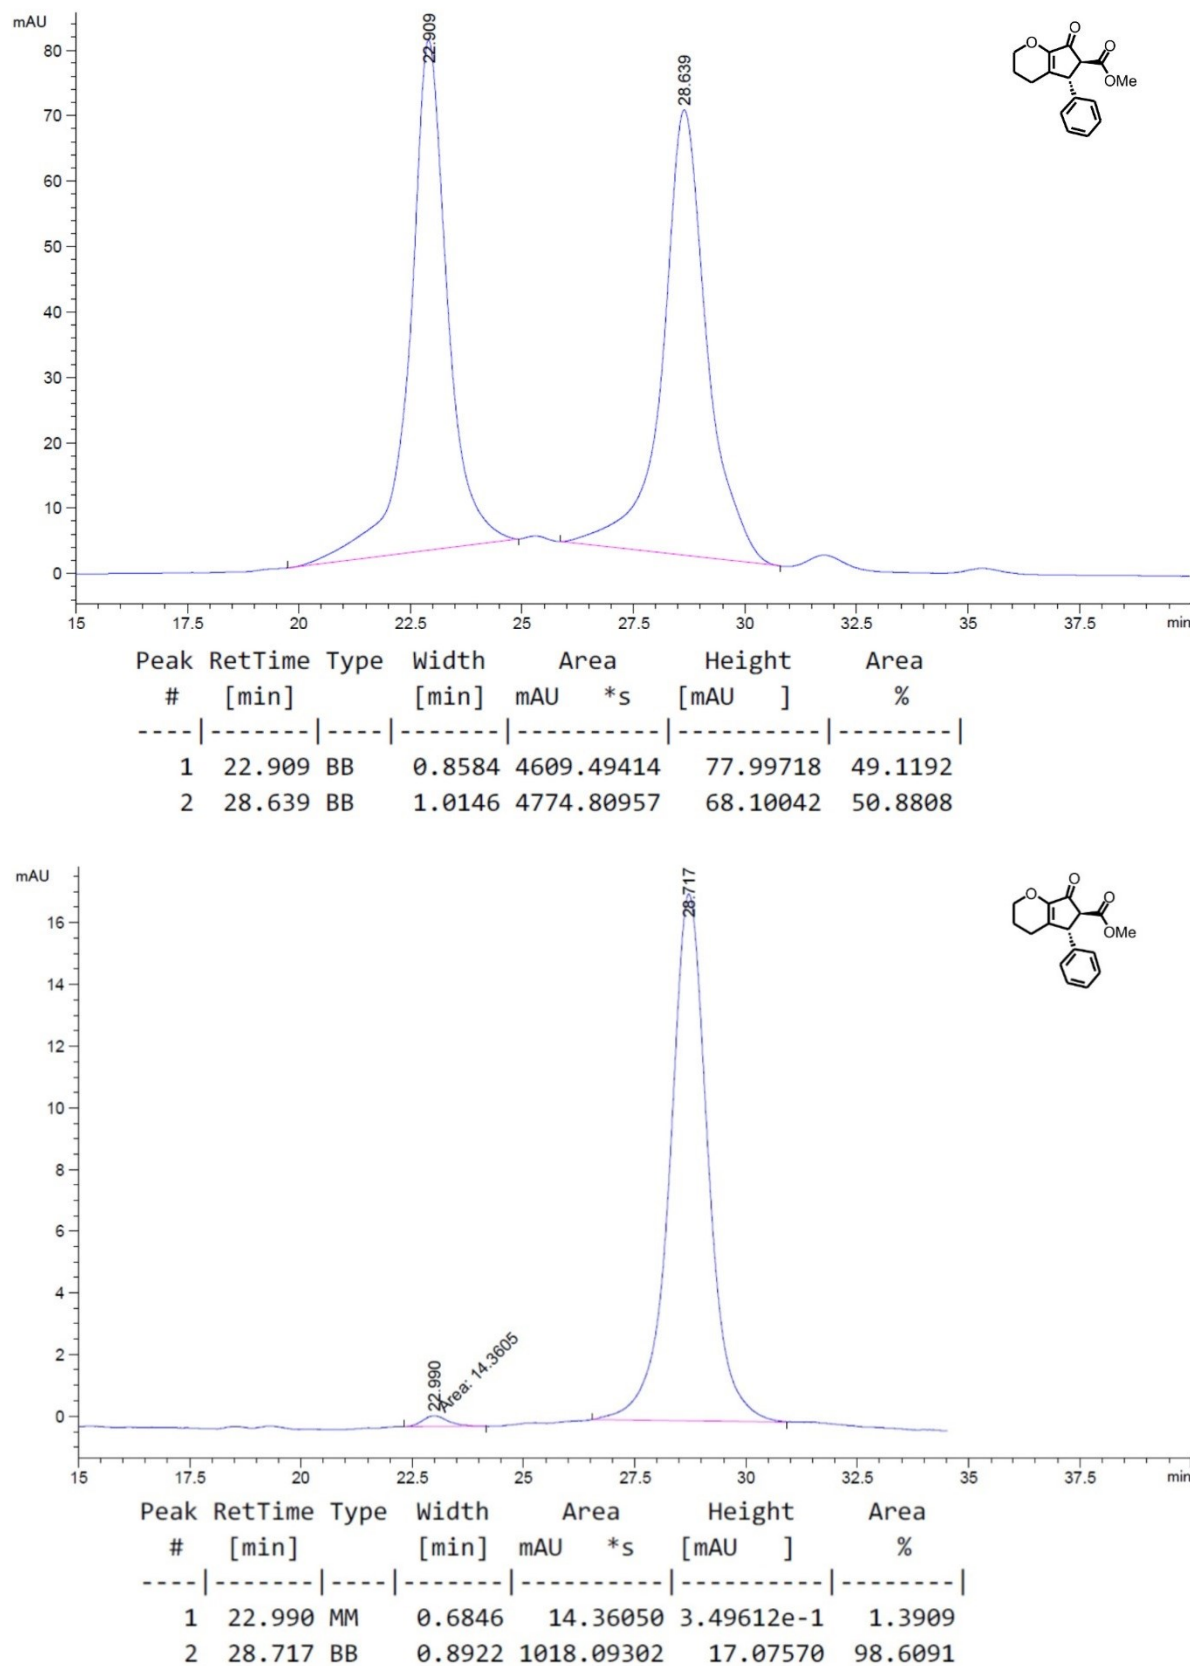 mAU
22.909
28.639
80
70
60
50
40
30
20
10
0
15 17.5 20 22.5 25 27.5 30 32.5 35 37.5 min
O
O
O
OMe
Peak RetTime Type Width Area Height Area
# [min] [min] mAU *s [mAU ] %
----|-------|----|-------|----------|----------|--------|
1 22.909 BB 0.8584 4609.49414 77.99718 49.1192
2 28.639 BB 1.0146 4774.80957 68.10042 50.8808
mAU
28.717
22.990
Area: 14.3605
16
14
12
10
8
6
4
2
0
15 17.5 20 22.5 25 27.5 30 32.5 35 37.5 min
O
O
O
OMe
Peak RetTime Type Width Area Height Area
# [min] [min] mAU *s [mAU ] %
----|-------|----|-------|----------|----------|--------|
1 22.990 MM 0.6846 14.36050 3.49612e-1 1.3909
2 28.717 BB 0.8922 1018.09302 17.07570 98.6091